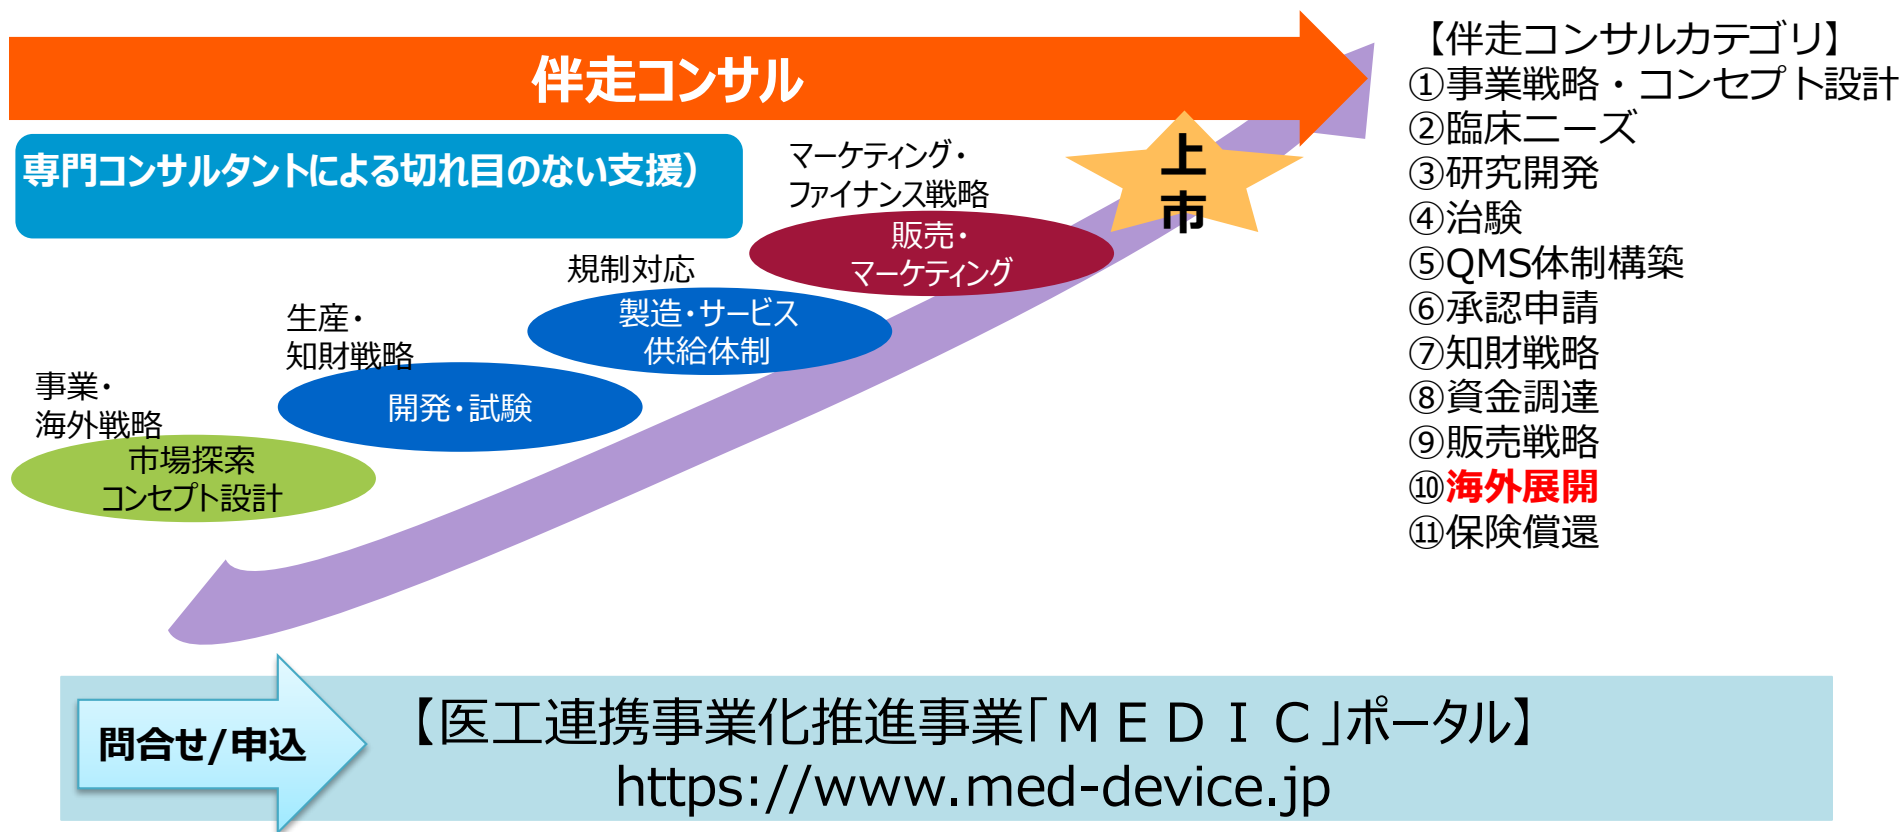 伴走コンサル
専門コンサルタントによる切れ目のない支援）
マーケティング・
ファイナンス戦略
上
市
販売・
マーケティング
規制対応
製造・サービス
供給体制
生産・
知財戦略
開発・試験
事業・
海外戦略
市場探索
コンセプト設計
【伴走コンサルカテゴリ】
①事業戦略・コンセプト設計
②臨床ニーズ
③研究開発
④治験
⑤QMS体制構築
⑥承認申請
⑦知財戦略
⑧資金調達
⑨販売戦略
⑩海外展開
⑪保険償還
問合せ/申込
【医工連携事業化推進事業「ＭＥＤＩＣ」ポータル】
https://www.med-device.jp